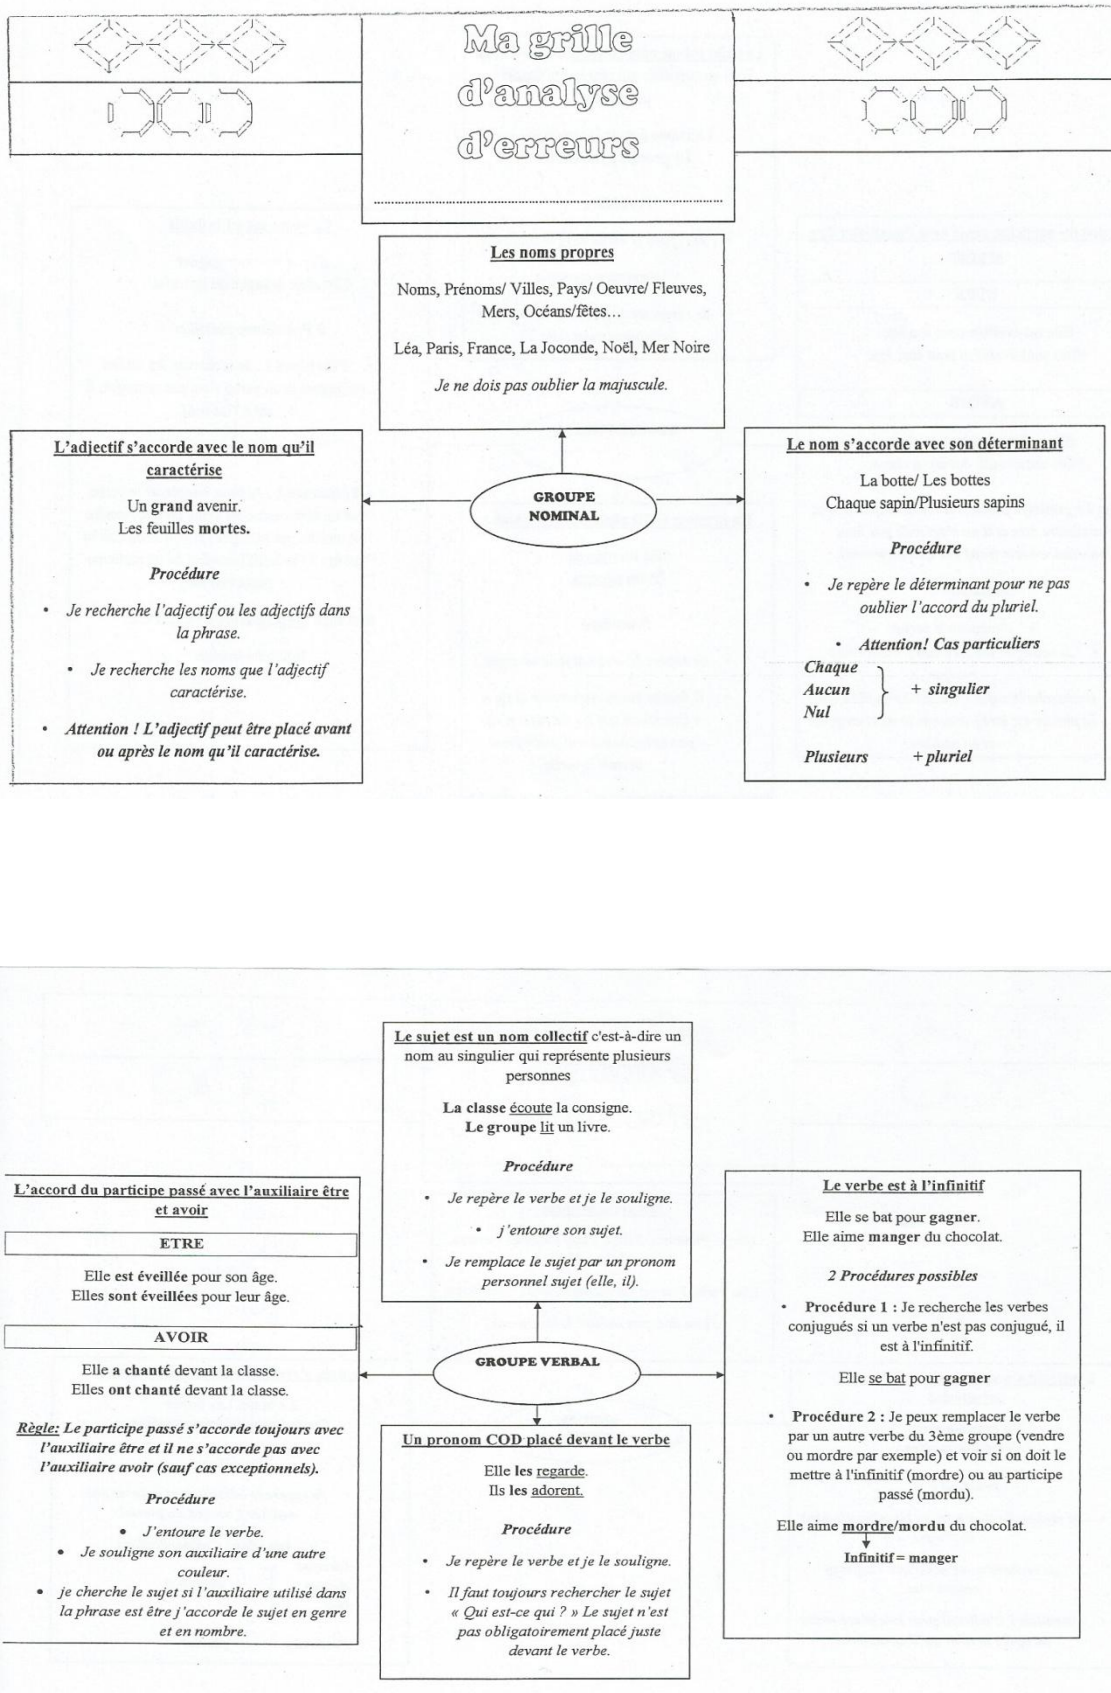 Ma grille
d'analyse
d'erreurs
Les noms propres
Noms, Prénoms/ Villes, Pays/ Oeuvre/ Fleuves,
Mers, Océans/fêtes…
Léa, Paris, France, La Joconde, Noël, Mer Noire
Je ne dois pas oublier la majuscule.
L'adjectif s'accorde avec le nom qu'il
caractérise
Un grand avenir.
Les feuilles mortes.
Procédure
• Je recherche l'adjectif ou les adjectifs dans
la phrase.
• Je recherche les noms que l'adjectif
caractérise.
• Attention ! L'adjectif peut être placé avant
ou après le nom qu'il caractérise.
GROUPE
NOMINAL
Le nom s'accorde avec son déterminant
La botte/ Les bottes
Chaque sapin/Plusieurs sapins
Procédure
• Je repère le déterminant pour ne pas
oublier l'accord du pluriel.
• Attention! Cas particuliers
Chaque
Aucun + singulier
Nul
Plusieurs +pluriel
Le sujet est un nom collectif c'est-à-dire un
nom au singulier qui représente plusieurs
personnes
La classe écoute la consigne.
Le groupe lit un livre.
Procédure
• Je repère le verbe et je le souligne.
• j'entoure son sujet.
• Je remplace le sujet par un pronom
personnel sujet (elle, il).
L'accord du participe passé avec l'auxiliaire être
et avoir
ETRE
Elle est éveillée pour son âge.
Elles sont éveillées pour leur âge.
AVOIR
Elle a chanté devant la classe.
Elles ont chanté devant la classe.
Règle: Le participe passé s'accorde toujours avec
l'auxiliaire être et il ne s'accorde pas avec
l'auxiliaire avoir (sauf cas exceptionnels).
Procédure
• J'entoure le verbe.
• Je souligne son auxiliaire d'une autre
couleur.
• je cherche le sujet si l'auxiliaire utilisé dans
la phrase est être j'accorde le sujet en genre
et en nombre.
GROUPE VERBAL
Un pronom COD placé devant le verbe
Elle les regarde.
Ils les adorent.
Procédure
• Je repère le verbe et je le souligne.
• Il faut toujours rechercher le sujet
« Qui est-ce qui ? » Le sujet n'est
pas obligatoirement placé juste
devant le verbe.
Le verbe est à l'infinitif
Elle se bat pour gagner.
Elle aime manger du chocolat.
2 Procédures possibles
• Procédure 1 : Je recherche les verbes
conjugués si un verbe n'est pas conjugué, il
est à l'infinitif.
Elle se bat pour gagner
• Procédure 2 : Je peux remplacer le verbe
par un autre verbe du 3ème groupe (vendre
ou mordre par exemple) et voir si on doit le
mettre à l'infinitif (mordre) ou au participe
passé (mordu).
Elle aime mordre/mordu du chocolat.
Infinitif = manger